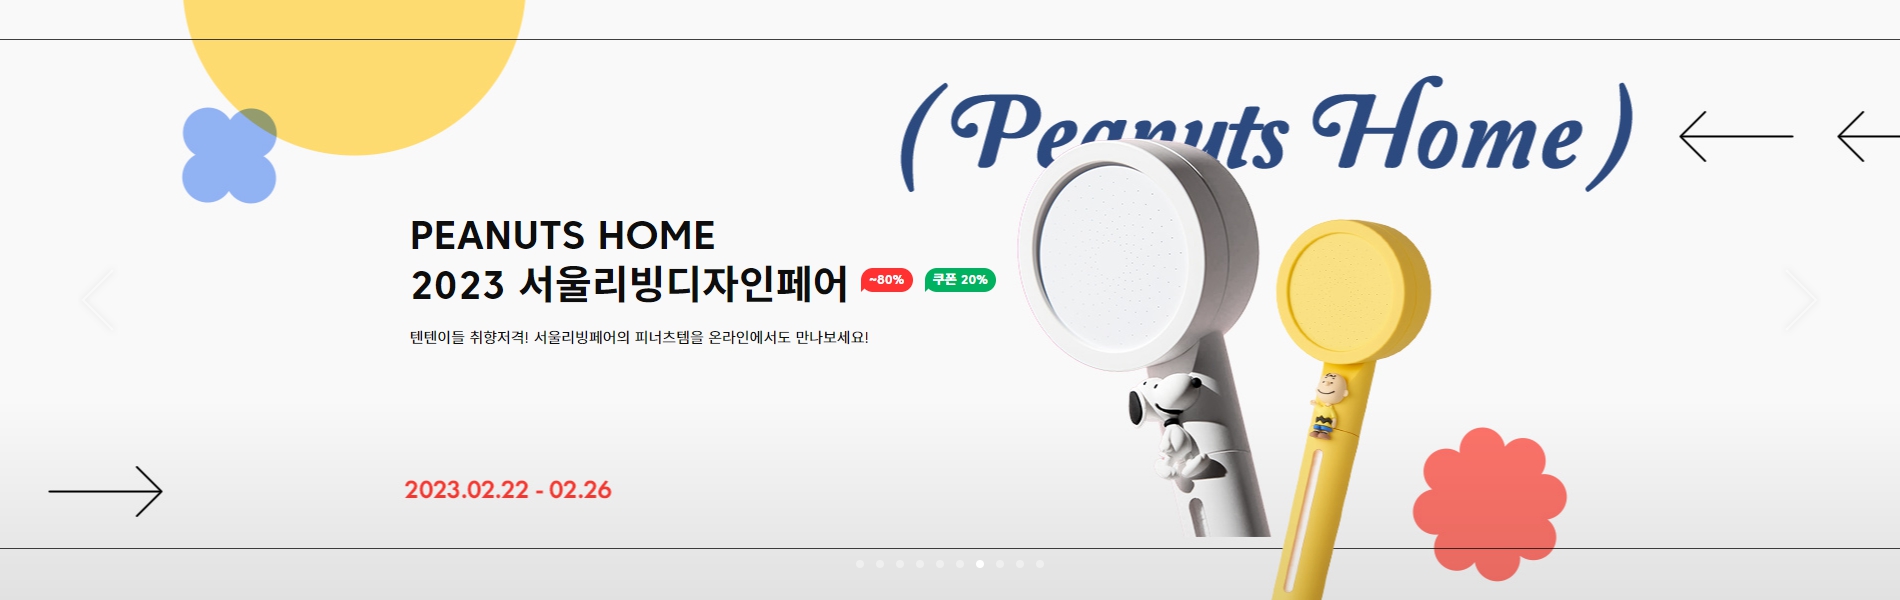 (Peanuts Home)
PEANUTS HOME
2023 서울리빙디자인페어 ~80% 쿠폰 20%
텐텐이들 취향저격! 서울리빙페어의 피너츠템을 온라인에서도 만나보세요!
2023.02.22 - 02.26